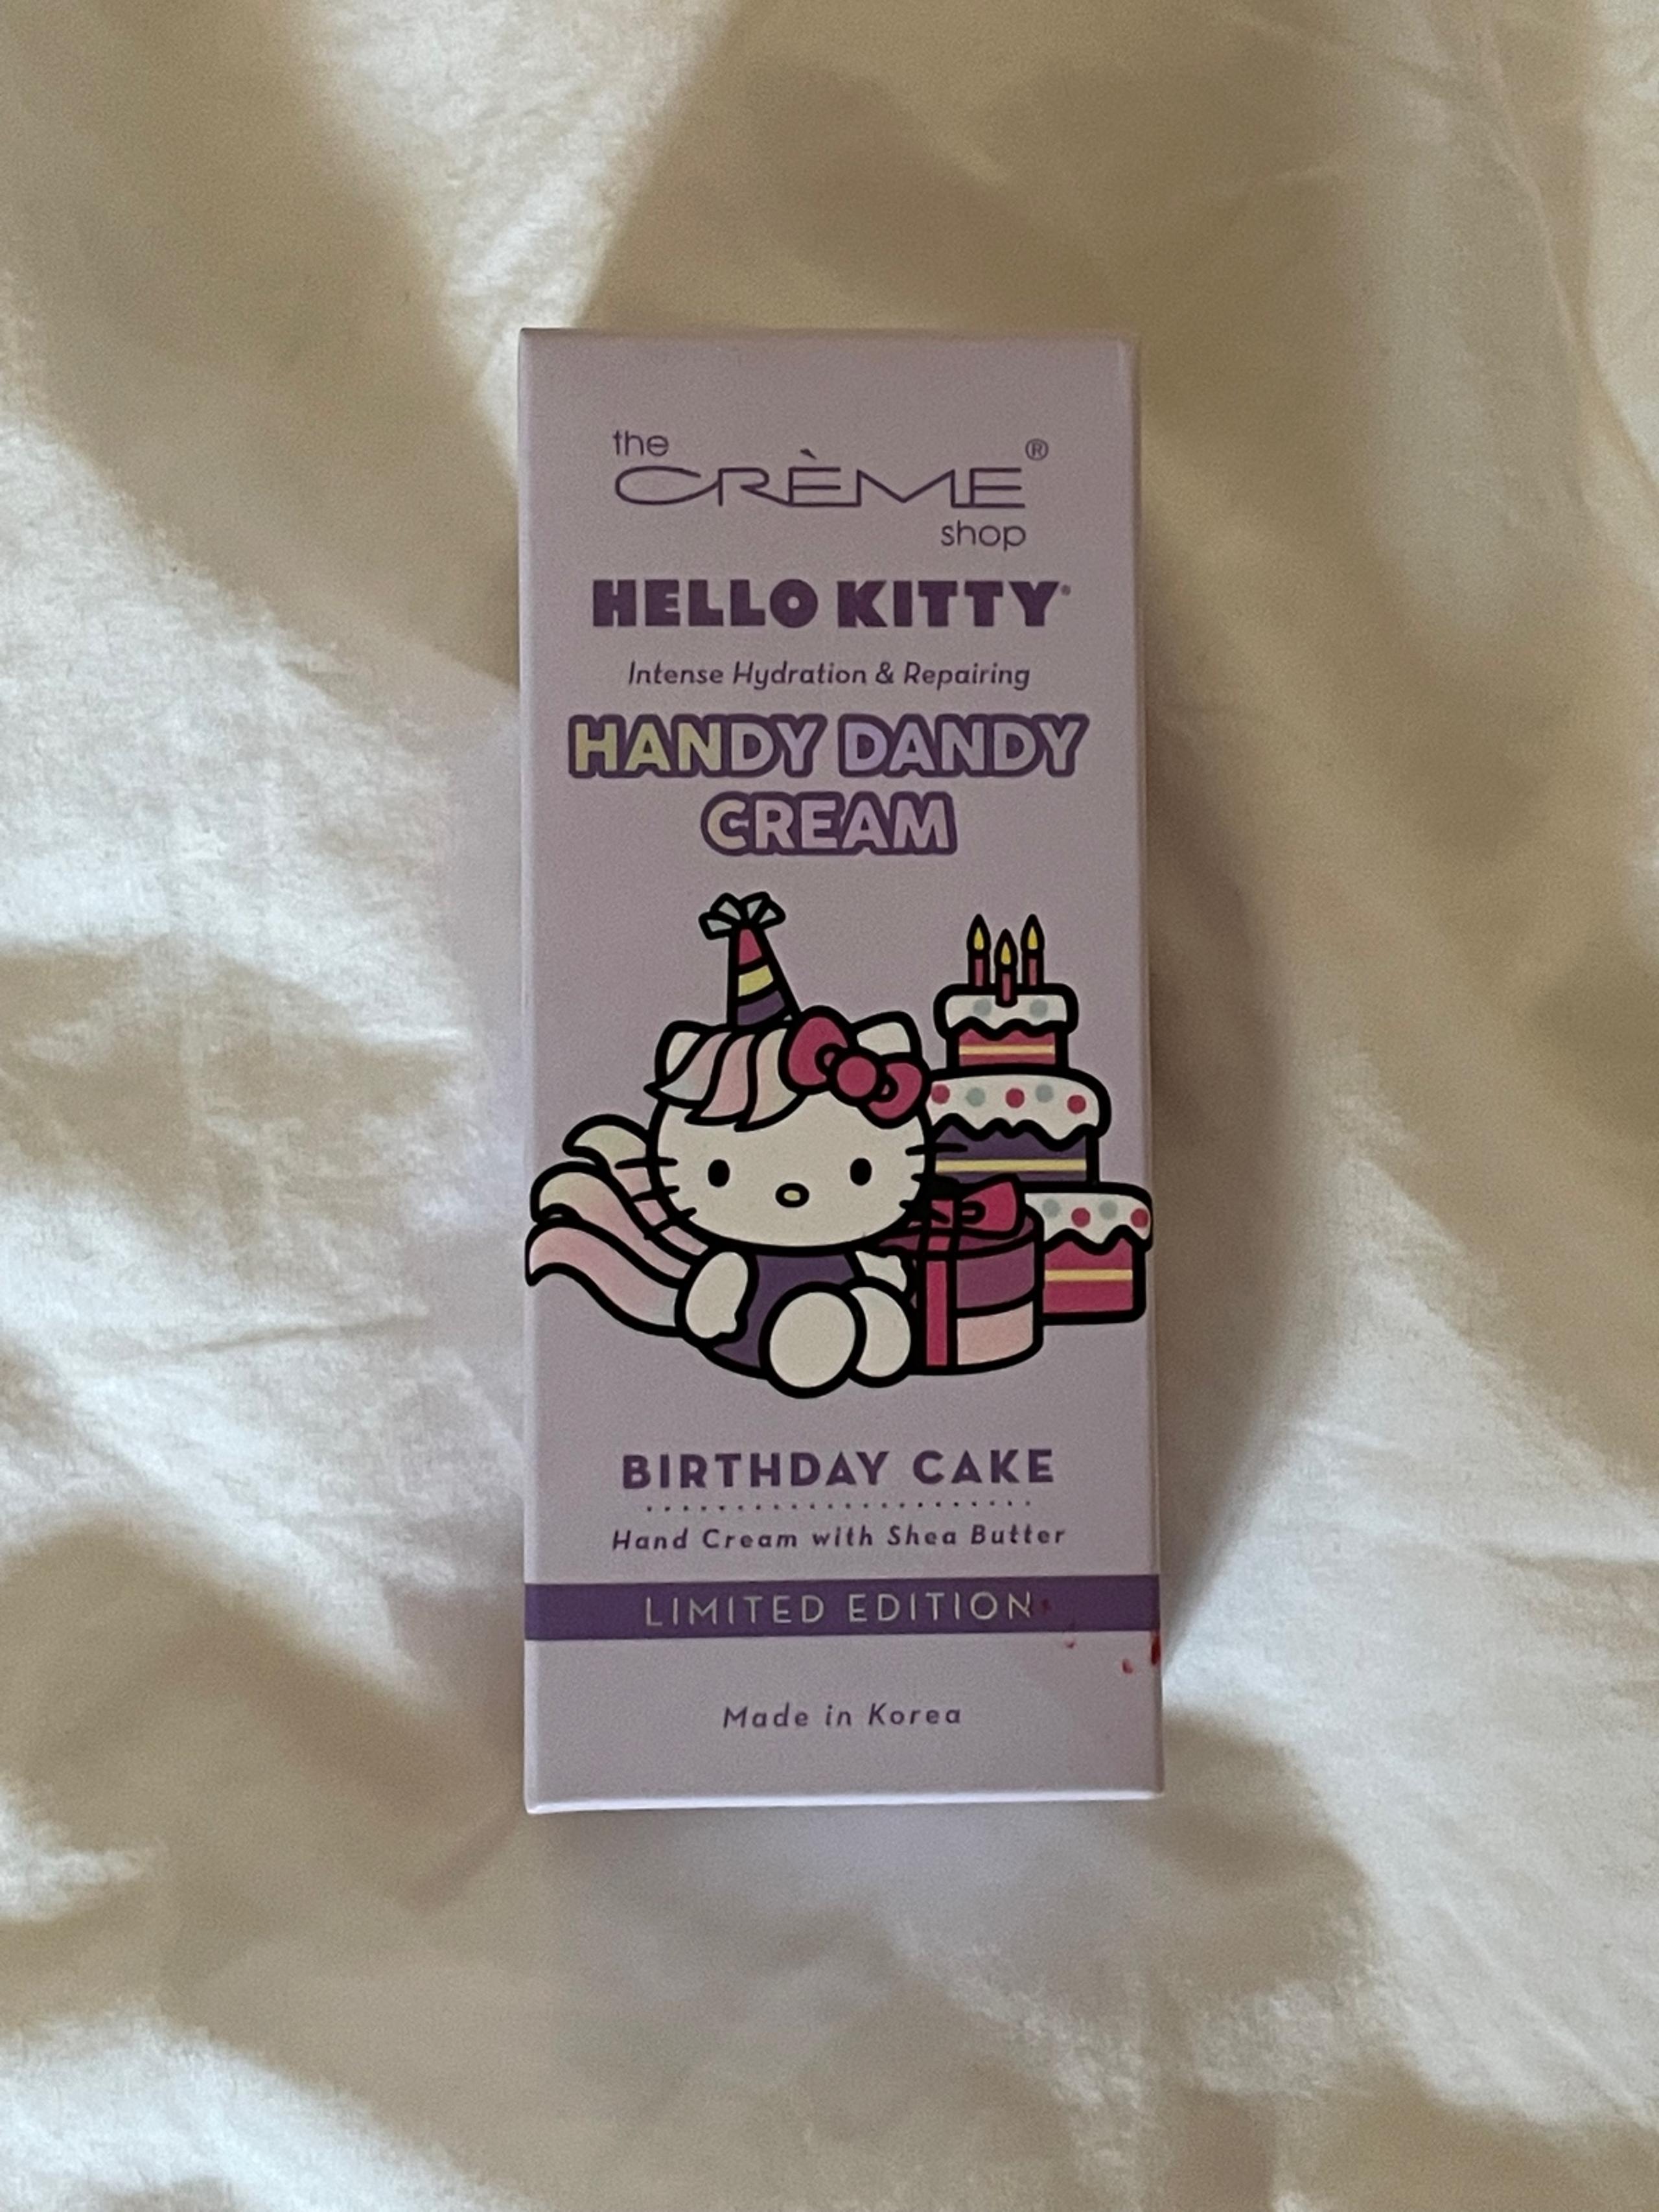 the
CRÈME®
shop
HELLO KITTY®
Intense Hydration & Repairing
HANDY DANDY
CREAM
BIRTHDAY CAKE
Hand Cream with Shea Butter
LIMITED EDITION
Made in Korea